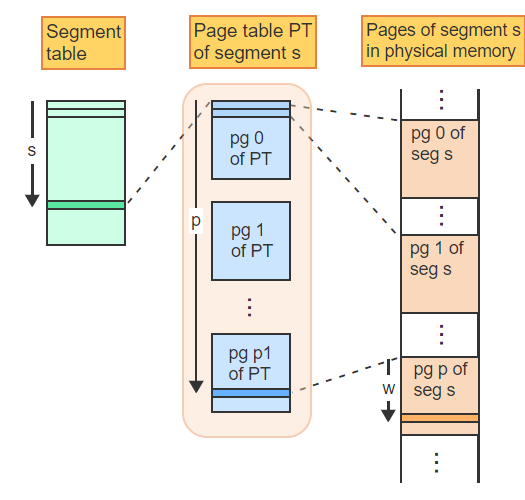 Segment
table
Page table PT
of segment s
Pages of segment s
in physical memory
s
p
pg 0
of PT
pg 1
of PT
⋮
pg p1
of PT
⋮
pg 0 of
seg s
⋮
pg 1 of
seg s
⋮
pg p of
seg s
w
⋮